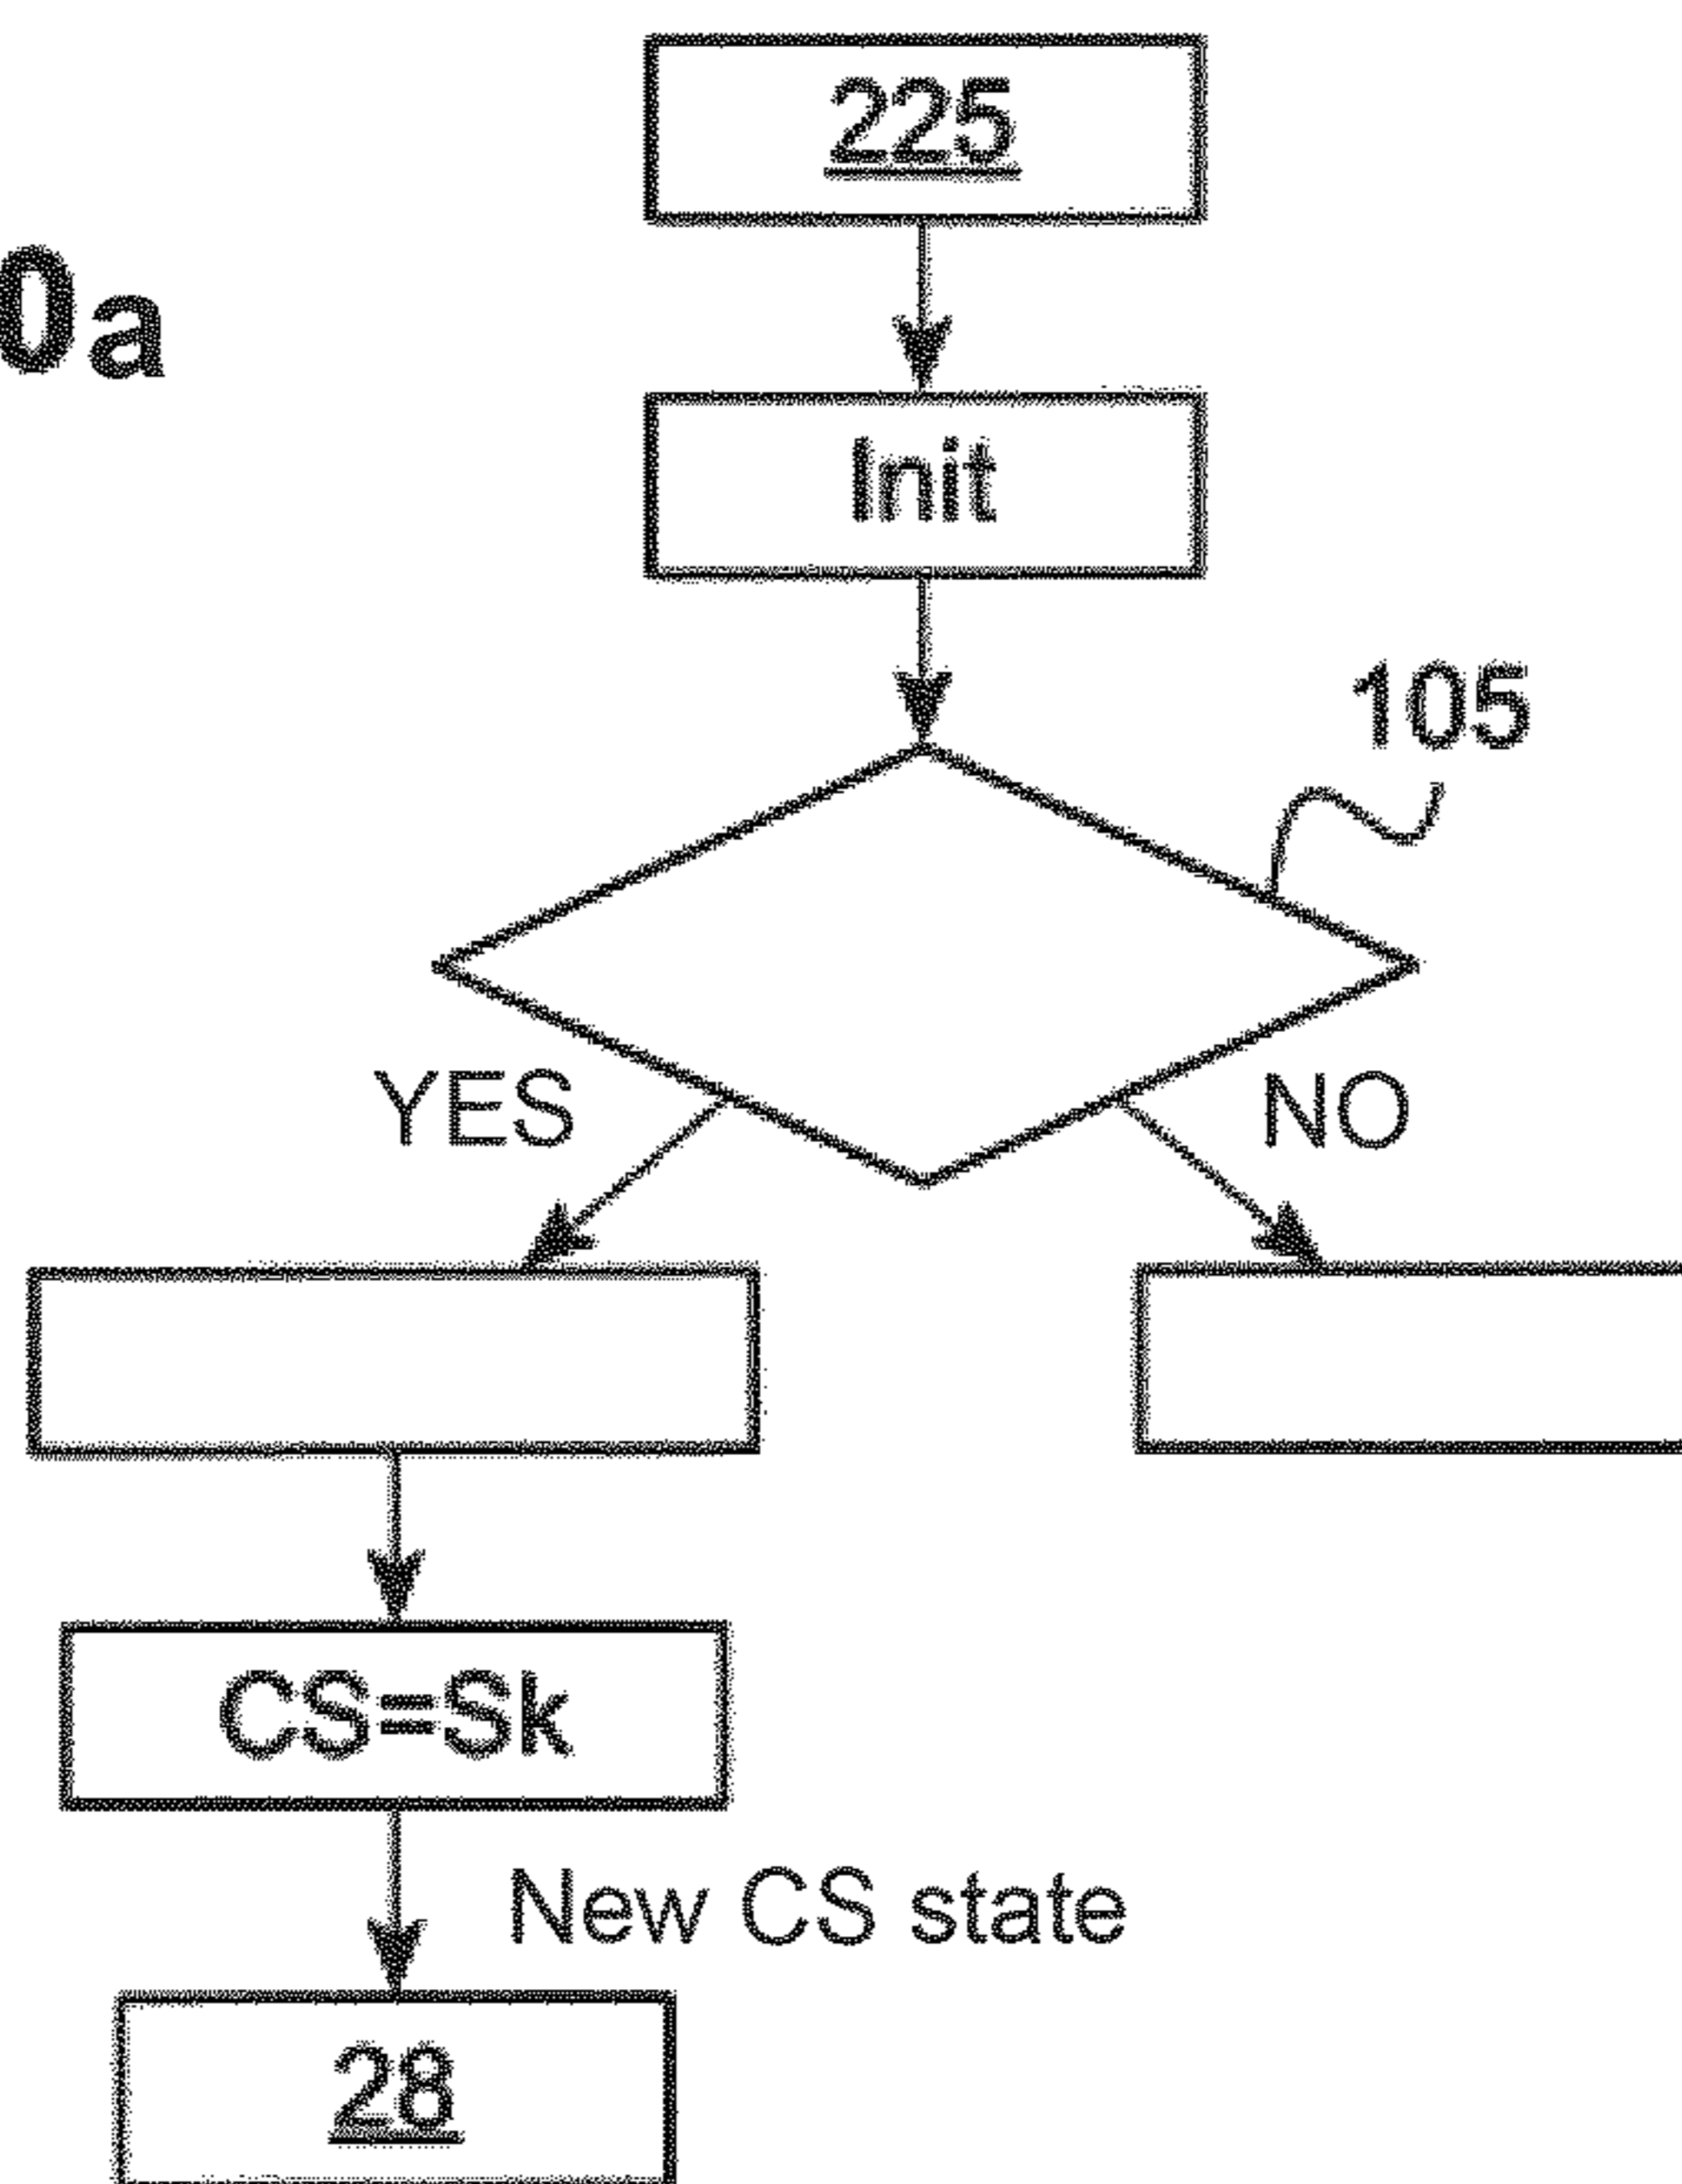 225
0a
Init
105
YES
NO
CS=Sk
New CS state
28